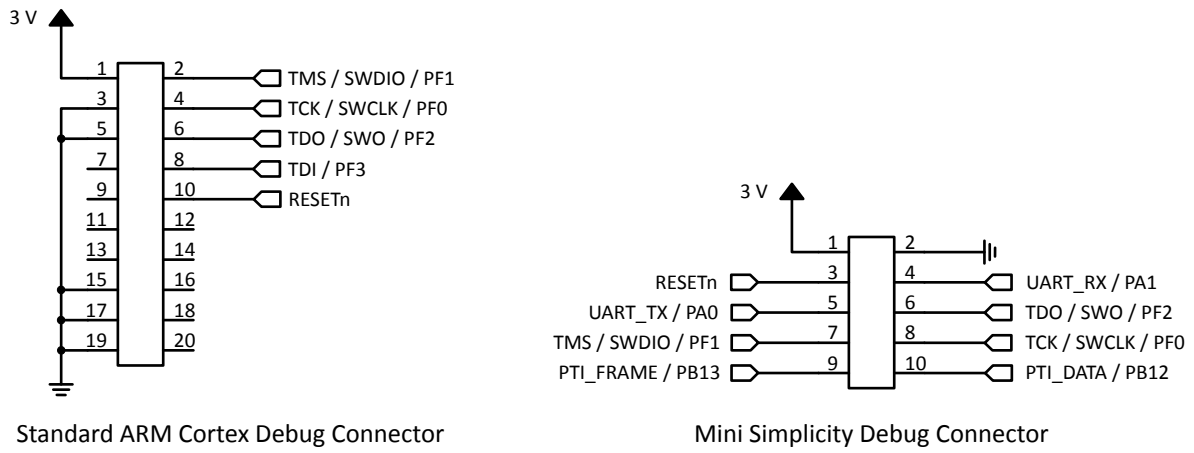 3 V
1 2 TMS / SWDIO / PF1
3 4 TCK / SWCLK / PF0
5 6 TDO / SWO / PF2
7 8 TDI / PF3
9 10 RESETn
11 12
13 14
15 16
17 18
19 20
Standard ARM Cortex Debug Connector
3 V
1 2
RESETn 3 4 UART_RX / PA1
UART_TX / PA0 5 6 TDO / SWO / PF2
TMS / SWDIO / PF1 7 8 TCK / SWCLK / PF0
PTI_FRAME / PB13 9 10 PTI_DATA / PB12
Mini Simplicity Debug Connector